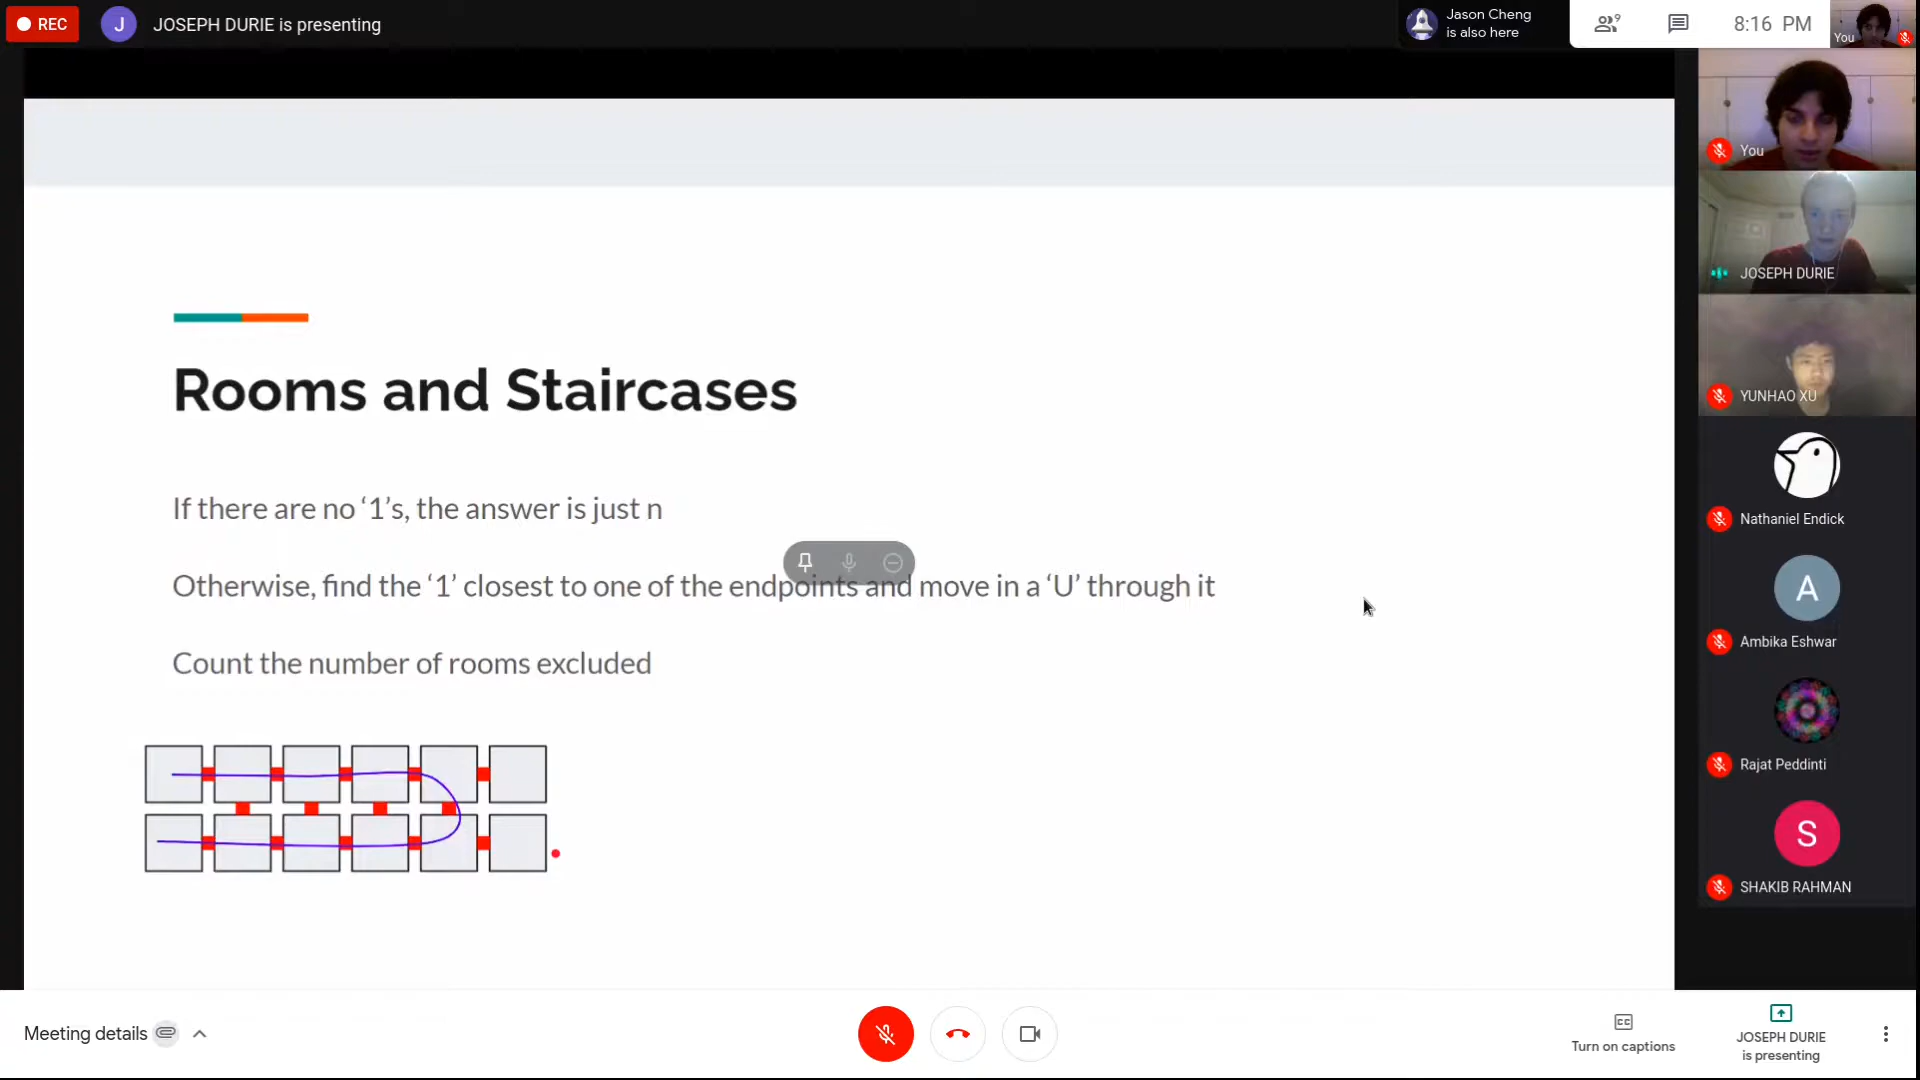 REC
J
JOSEPH DURIE is presenting
Jason Cheng
is also here
9
8:16 PM
You
You
JOSEPH DURIE
YUNHAO XU
Nathaniel Endick
A
Ambika Eshwar
Rajat Peddinti
S
SHAKIB RAHMAN
Rooms and Staircases
If there are no ‘1’s, the answer is just n
Otherwise, find the ‘1’ closest to one of the endpoints and move in a ‘U’ through it
Count the number of rooms excluded
Meeting details
CC
Turn on captions
JOSEPH DURIE
is presenting